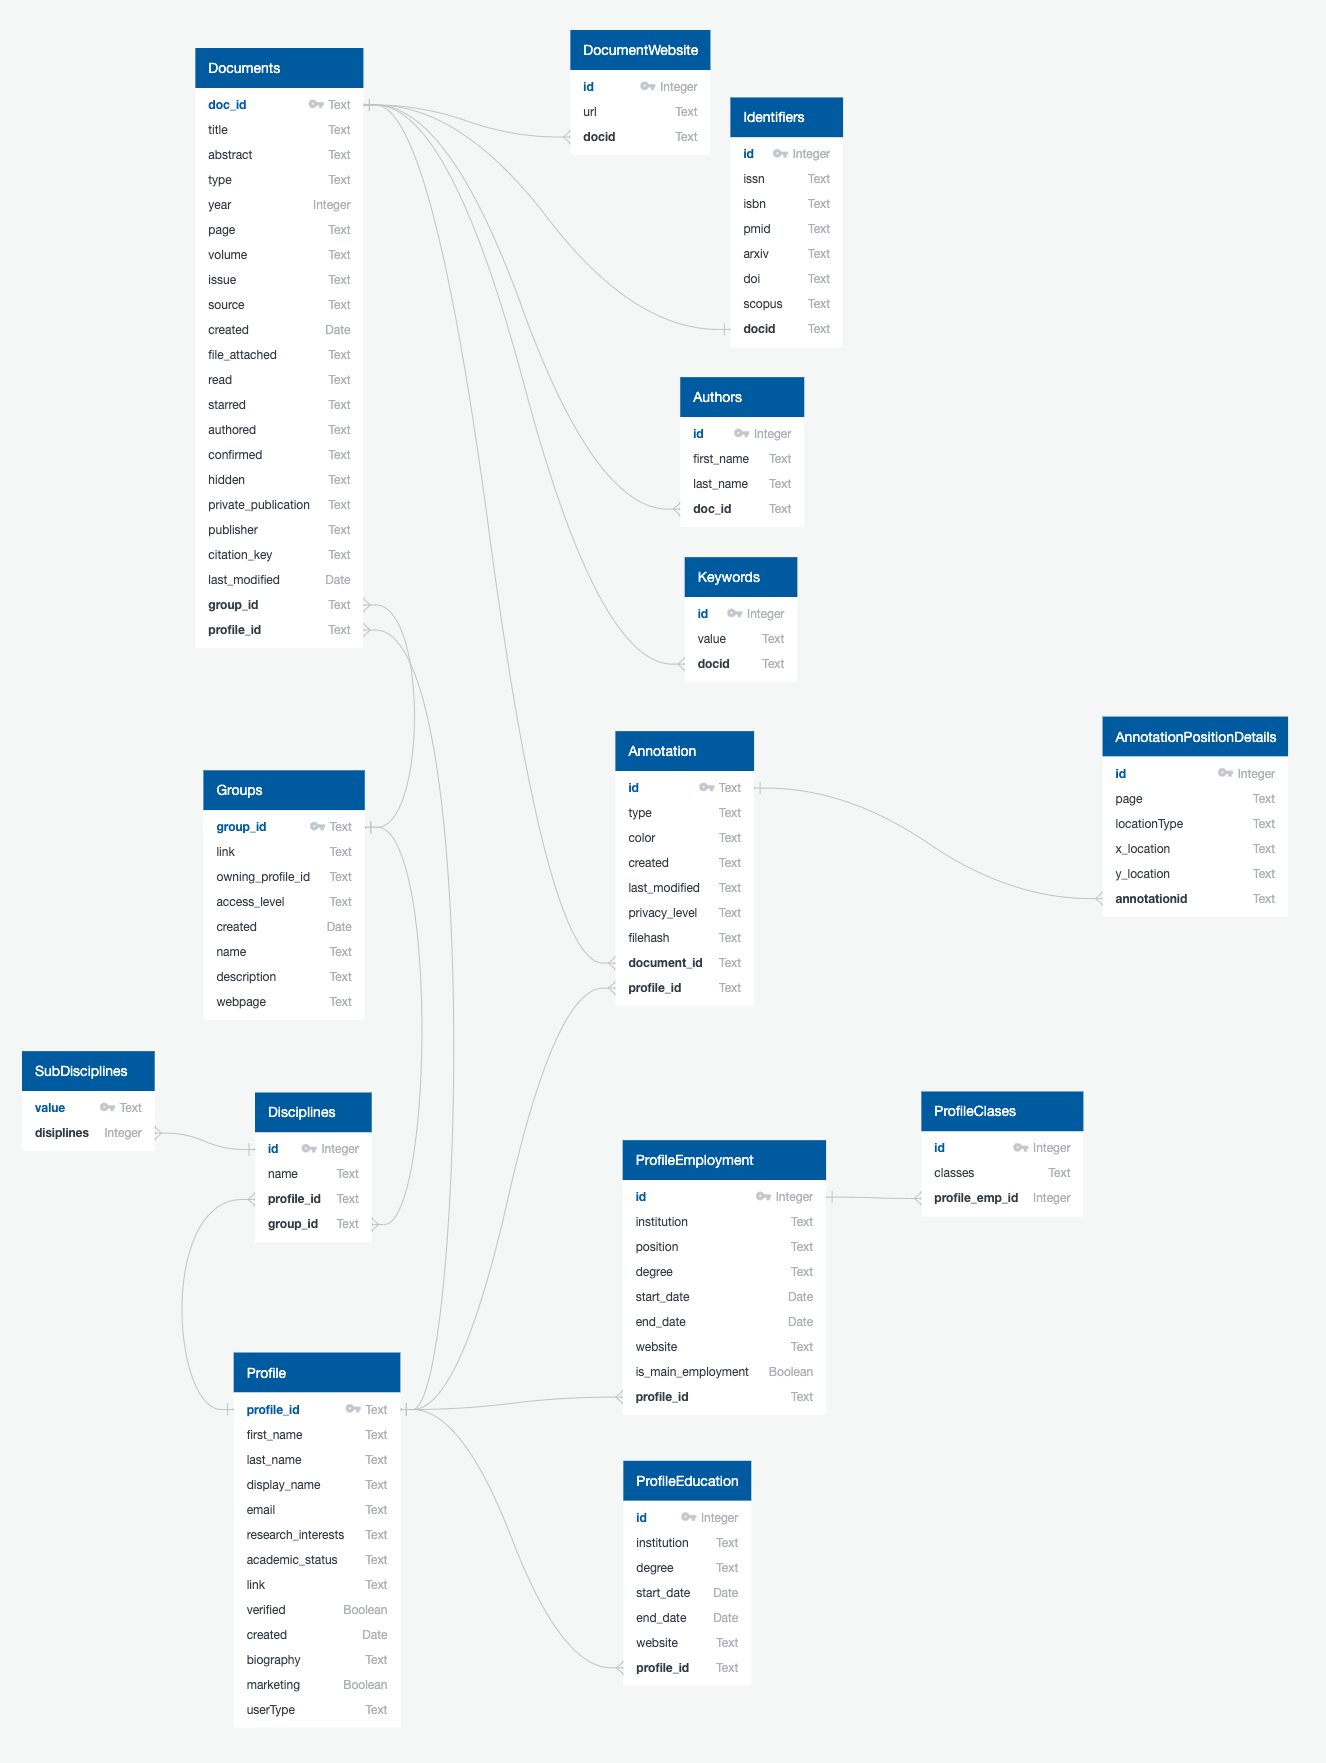 Documents
doc_id Text
title Text
abstract Text
type Text
year Integer
page Text
volume Text
issue Text
source Text
created Date
file_attached Text
read Text
starred Text
authored Text
confirmed Text
hidden Text
private_publication Text
publisher Text
citation_key Text
last_modified Date
group_id Text
profile_id Text
DocumentWebsite
id Integer
url Text
docid Text
Identifiers
id Integer
issn Text
isbn Text
pmid Text
arxiv Text
doi Text
scopus Text
docid Text
Authors
id Integer
first_name Text
last_name Text
doc_id Text
Keywords
id Integer
value Text
docid Text
Annotation
id Text
type Text
color Text
created Text
last_modified Text
privacy_level Text
filehash Text
document_id Text
profile_id Text
AnnotationPositionDetails
id Integer
page Text
locationType Text
x_location Text
y_location Text
annotationid Text
Groups
group_id Text
link Text
owning_profile_id Text
access_level Text
created Date
name Text
description Text
webpage Text
SubDisciplines
value Text
disiplines Integer
Disciplines
id Integer
name Text
profile_id Text
group_id Text
ProfileEmployment
id Integer
institution Text
position Text
degree Text
start_date Date
end_date Date
website Text
is_main_employment Boolean
profile_id Text
ProfileClases
id Integer
classes Text
profile_emp_id Integer
Profile
profile_id Text
first_name Text
last_name Text
display_name Text
email Text
research_interests Text
academic_status Text
link Text
verified Boolean
created Date
biography Text
marketing Boolean
userType Text
ProfileEducation
id Integer
institution Text
degree Text
start_date Date
end_date Date
website Text
profile_id Text